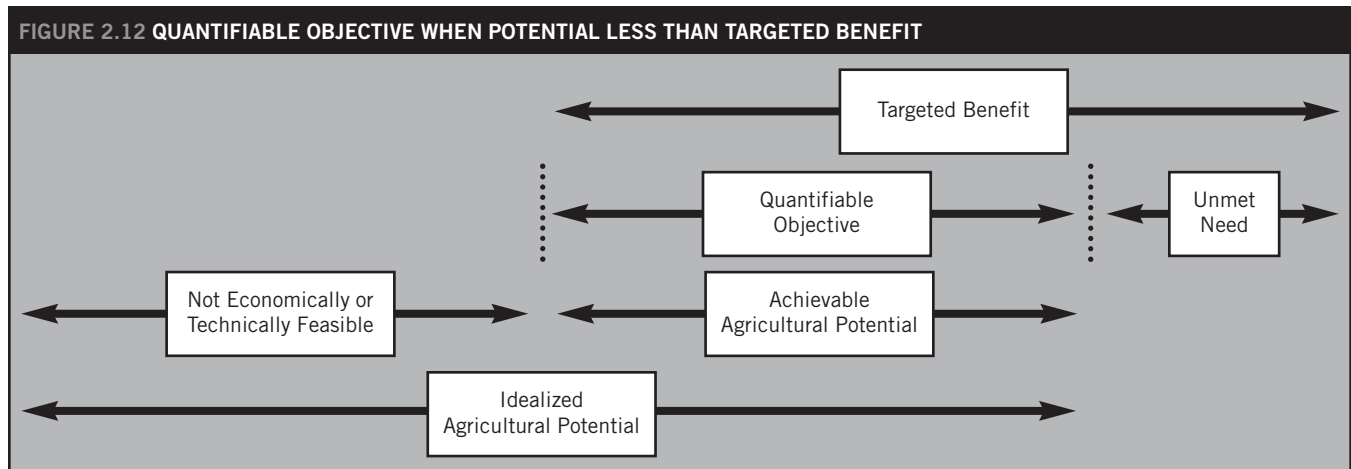 FIGURE 2.12 QUANTIFIABLE OBJECTIVE WHEN POTENTIAL LESS THAN TARGETED BENEFIT
Targeted Benefit
Quantifiable
Objective
Unmet
Need
Not Economically or
Technically Feasible
Achievable
Agricultural Potential
Idealized
Agricultural Potential